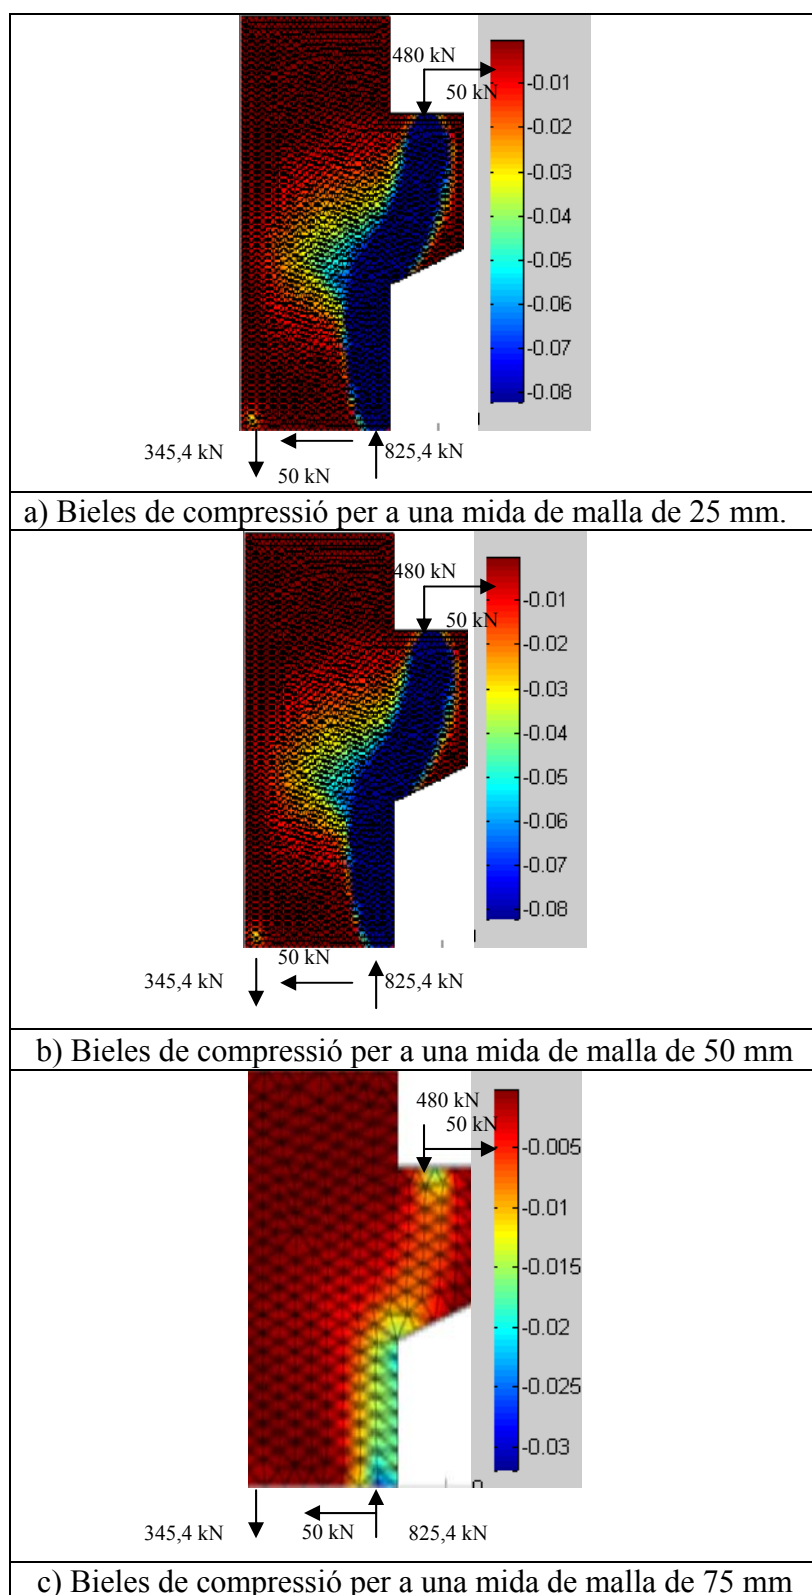 480 kN
50 kN
-0.01
-0.02
-0.03
-0.04
-0.05
-0.06
-0.07
-0.08
345,4 kN
825,4 kN
50 kN
a) Bieles de compressió per a una mida de malla de 25 mm.
480 kN
50 kN
-0.01
-0.02
-0.03
-0.04
-0.05
-0.06
-0.07
-0.08
50 kN
345,4 kN
825,4 kN
b) Bieles de compressió per a una mida de malla de 50 mm
480 kN
50 kN
-0.005
-0.01
-0.015
-0.02
-0.025
-0.03
345,4 kN
50 kN
825,4 kN
c) Bieles de compressió per a una mida de malla de 75 mm